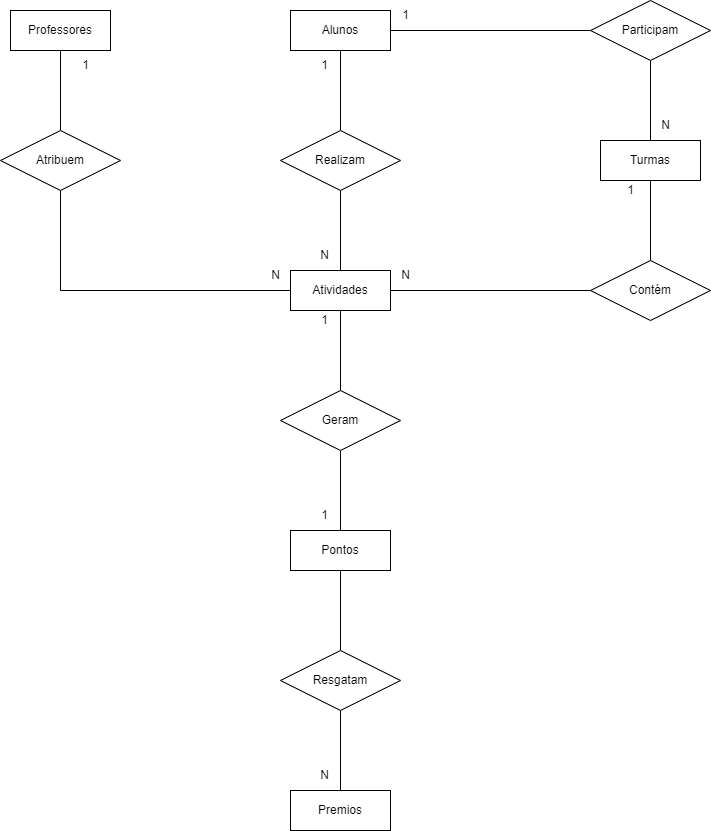 Professores
Alunos
1
Participam
1
1
N
Atribuem
Realizam
Turmas
1
N
N
N
Atividades
Contém
1
Geram
1
Pontos
Resgatam
N
Premios